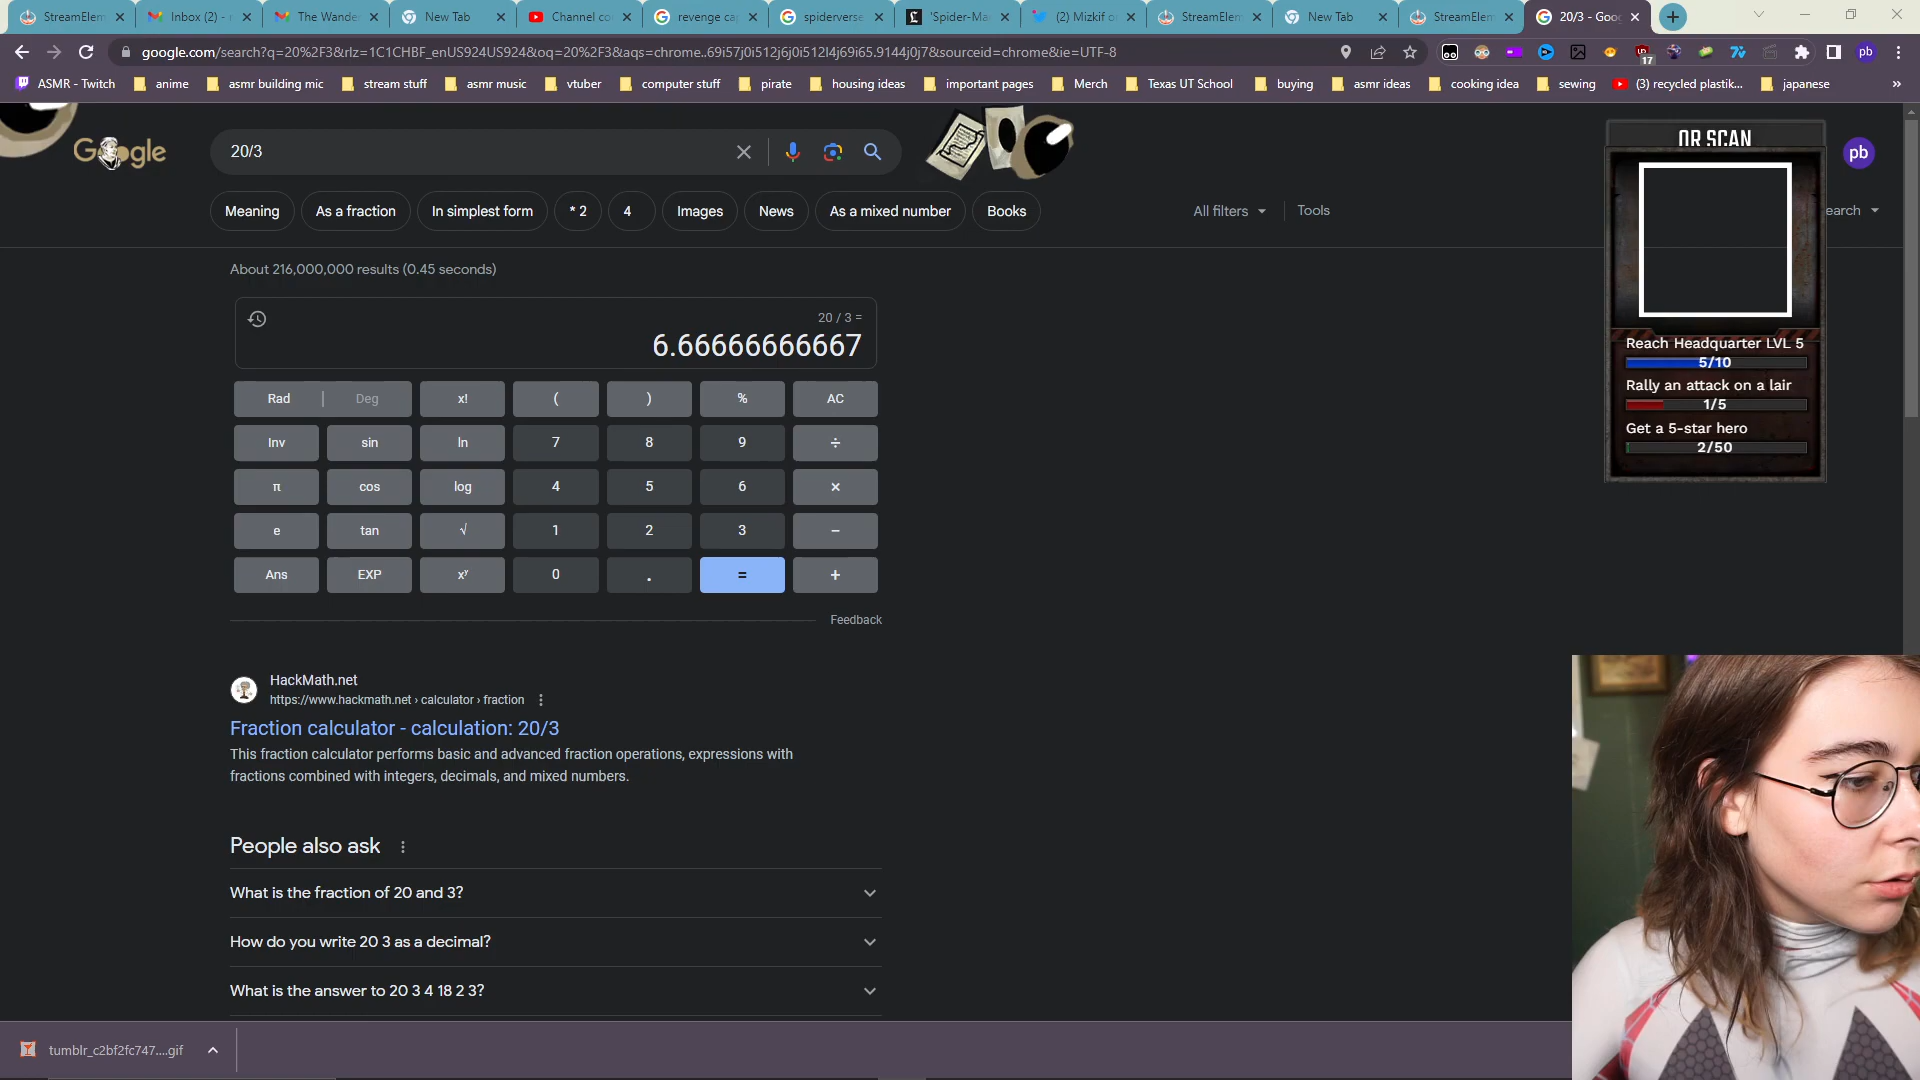 StreamElem
Inbox (2) -
The Wande
New Tab
YouTube Channel co
revenge cap
spiderverse
'Spider-Ma
(2) Mizkif o
StreamElem
New Tab
StreamElem
20/3 - Goo
google.com/search?q=20%2F3&rlz=1C1CHBF_enUS924US924&oq=20%2F3&aqs=chrome..69i57j0i512j6j0i512l4j69i65.9144j0j7&sourceid=chrome&ie=UTF-8
17
pb
ASMR - Twitch
anime
asmr building mic
stream stuff
asmr music
vtuber
computer stuff
pirate
housing ideas
important pages
Merch
Texas UT School
buying
asmr ideas
cooking idea
sewing
(3) recycled plastik...
japanese
»
Google
20/3
pb
Meaning
As a fraction
In simplest form
* 2
4
Images
News
As a mixed number
Books
All filters
Tools
earch
About 216,000,000 results (0.45 seconds)
20 / 3 =
6.66666666667
Rad | Deg x! ( ) % AC
Inv sin ln 7 8 9 ÷
π cos log 4 5 6 ×
e tan √ 1 2 3 −
Ans EXP xʸ 0 . = +
Feedback
HackMath.net
https://www.hackmath.net › calculator › fraction
Fraction calculator - calculation: 20/3
This fraction calculator performs basic and advanced fraction operations, expressions with
fractions combined with integers, decimals, and mixed numbers.
People also ask
What is the fraction of 20 and 3?
How do you write 20 3 as a decimal?
What is the answer to 20 3 4 18 2 3?
OR SCAN
Reach Headquarter LVL 5
5/10
Rally an attack on a lair
1/5
Get a 5-star hero
2/50
tumblr_c2bf2fc747....gif